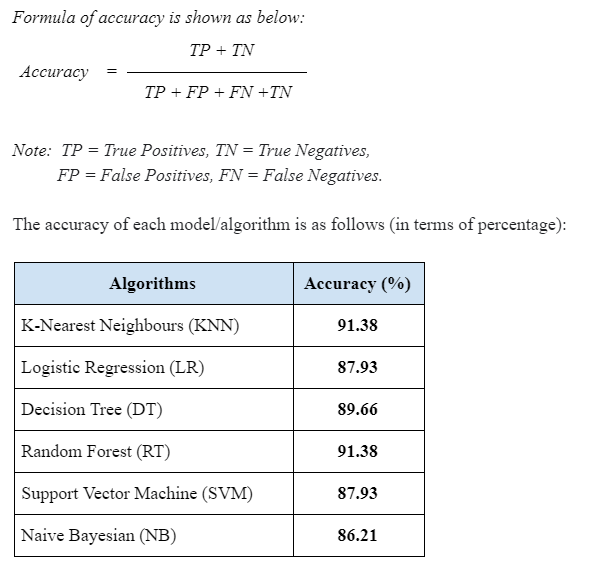 Formula of accuracy is shown as below:
TP + TN
Accuracy =
TP + FP + FN +TN
Note: TP = True Positives, TN = True Negatives,
FP = False Positives, FN = False Negatives.
The accuracy of each model/algorithm is as follows (in terms of percentage):
Algorithms Accuracy (%)
K-Nearest Neighbours (KNN) 91.38
Logistic Regression (LR) 87.93
Decision Tree (DT) 89.66
Random Forest (RT) 91.38
Support Vector Machine (SVM) 87.93
Naive Bayesian (NB) 86.21